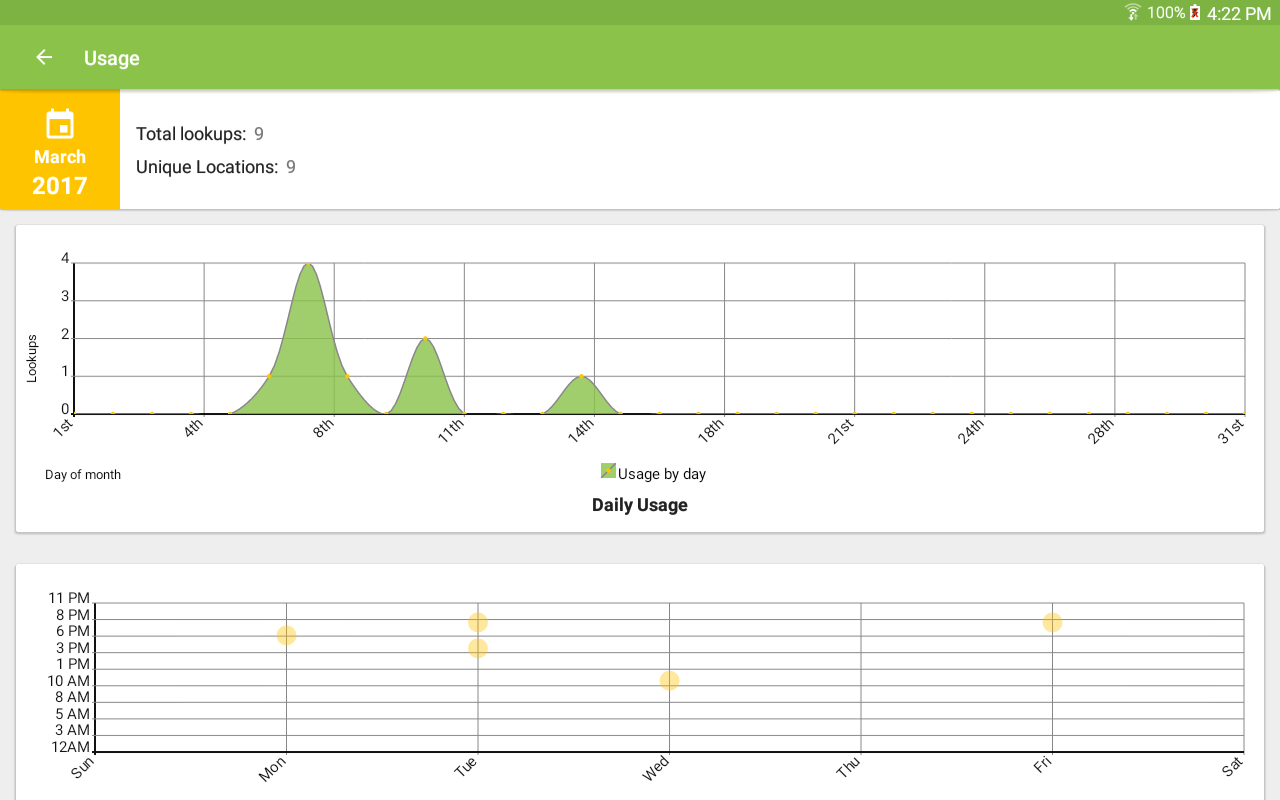 100% 4:22 PM
Usage
March
2017
Total lookups: 9
Unique Locations: 9
4
3
2
1
0
Lookups
1st 4th 8th 11th 14th 18th 21st 24th 28th 31st
Day of month
Usage by day
Daily Usage
11 PM
8 PM
6 PM
3 PM
1 PM
10 AM
8 AM
5 AM
3 AM
12AM
Sun Mon Tue Wed Thu Fri Sat